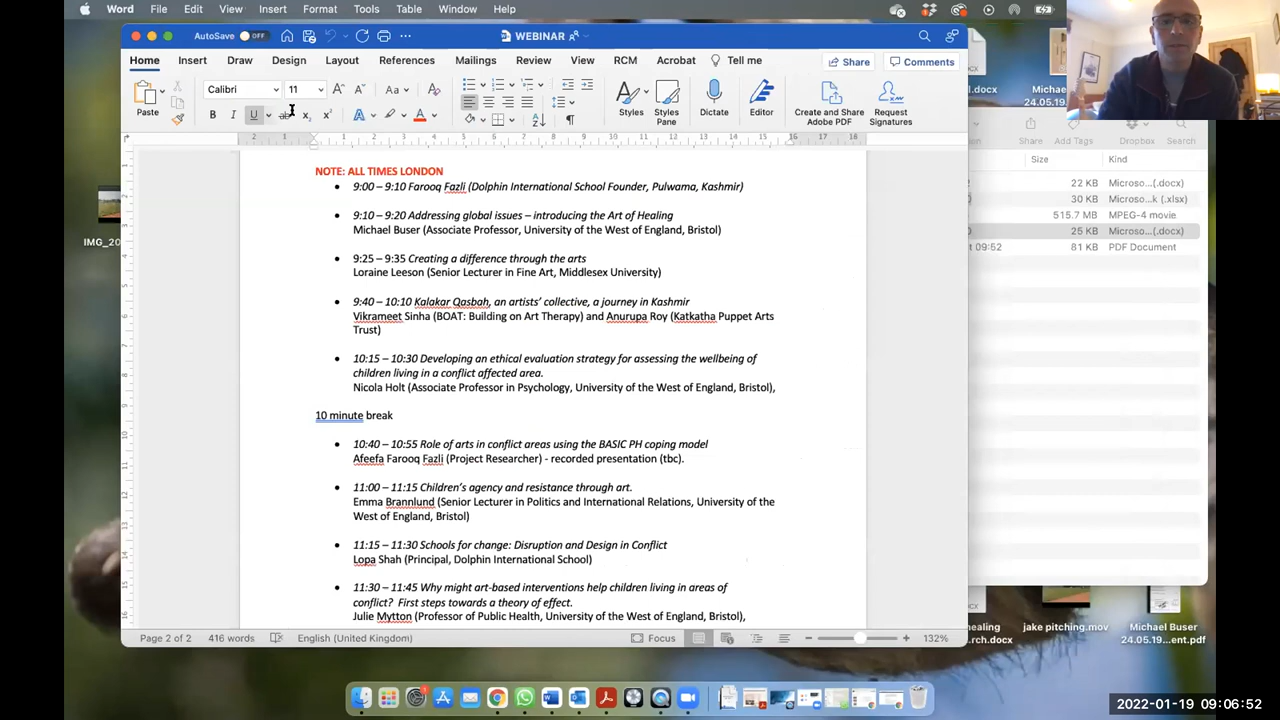 Word File Edit View Insert Format Tools Table Window Help
AutoSave OFF WEBINAR
Home Insert Draw Design Layout References Mailings Review View RCM Acrobat Tell me Share Comments
Calibri 11
Paste Styles Styles Pane Dictate Editor Create and Share Adobe PDF Request Signatures
NOTE: ALL TIMES LONDON
• 9:00 – 9:10 Farooq Fazli (Dolphin International School Founder, Pulwama, Kashmir)
• 9:10 – 9:20 Addressing global issues – introducing the Art of Healing
Michael Buser (Associate Professor, University of the West of England, Bristol)
• 9:25 – 9:35 Creating a difference through the arts
Loraine Leeson (Senior Lecturer in Fine Art, Middlesex University)
• 9:40 – 10:10 Kalakar Qasbah, an artists' collective, a journey in Kashmir
Vikrameet Sinha (BOAT: Building on Art Therapy) and Anurupa Roy (Katkatha Puppet Arts
Trust)
• 10:15 – 10:30 Developing an ethical evaluation strategy for assessing the wellbeing of
children living in a conflict affected area.
Nicola Holt (Associate Professor in Psychology, University of the West of England, Bristol),
10 minute break
• 10:40 – 10:55 Role of arts in conflict areas using the BASIC PH coping model
Afeefa Farooq Fazli (Project Researcher) - recorded presentation (tbc).
• 11:00 – 11:15 Children's agency and resistance through art.
Emma Brannlund (Senior Lecturer in Politics and International Relations, University of the
West of England, Bristol)
• 11:15 – 11:30 Schools for change: Disruption and Design in Conflict
Lopa Shah (Principal, Dolphin International School)
• 11:30 – 11:45 Why might art-based interventions help children living in areas of
conflict? First steps towards a theory of effect.
Julie Mytton (Professor of Public Health, University of the West of England, Bristol),
Page 2 of 2 416 words English (United Kingdom) Focus 132%
Add Tags Dropbox Search
Size Kind
22 KB Microso...(.docx)
30 KB Microso...k (.xlsx)
515.7 MB MPEG-4 movie
25 KB Microso...(.docx)
at 09:52 81 KB PDF Document
IMG_20
l.docx
Michae
24.05.19
healing
rch.docx
jake pitching.mov
Michael Buser
24.05.19...ent.pdf
2022-01-19 09:06:52